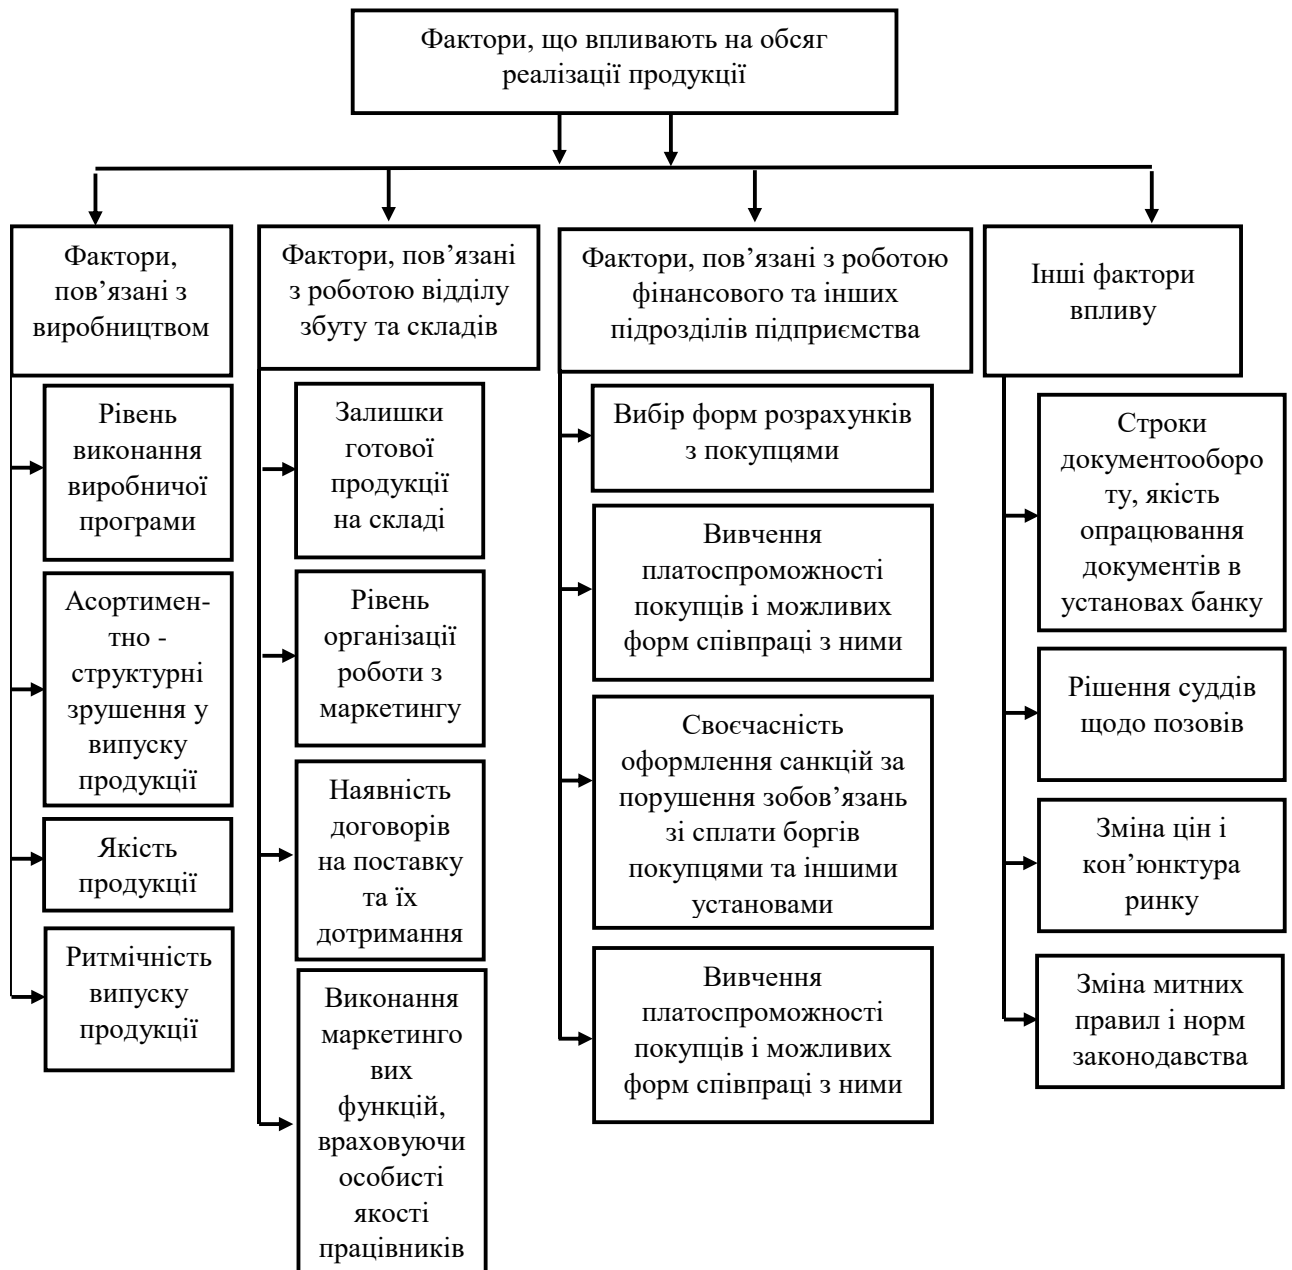 Фактори, що впливають на обсяг
реалізації продукції
Фактори,
пов’язані з
виробництвом
Рівень
виконання
виробничої
програми
Асортимен-
тно -
структурні
зрушення у
випуску
продукції
Якість
продукції
Ритмічність
випуску
продукції
Фактори, пов’язані
з роботою відділу
збуту та складів
Залишки
готової
продукції
на складі
Рівень
організації
роботи з
маркетингу
Наявність
договорів
на поставку
та їх
дотримання
Виконання
маркетинго
вих
функцій,
враховуючи
особисті
якості
працівників
Фактори, пов’язані з роботою
фінансового та інших
підрозділів підприємства
Вибір форм розрахунків
з покупцями
Вивчення
платоспроможності
покупців і можливих
форм співпраці з ними
Своєчасність
оформлення санкцій за
порушення зобов’язань
зі сплати боргів
покупцями та іншими
установами
Вивчення
платоспроможності
покупців і можливих
форм співпраці з ними
Інші фактори
впливу
Строки
документооборо
ту, якість
опрацювання
документів в
установах банку
Рішення суддів
щодо позовів
Зміна цін і
кон’юнктура
ринку
Зміна митних
правил і норм
законодавства